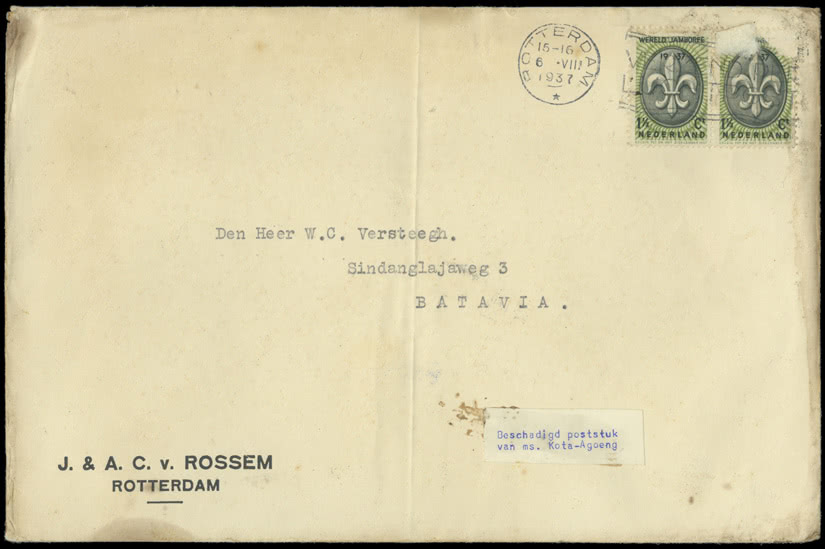 ROTTERDAM
15-16
6 .VIII
1937
WERELD JAMBOREE
1937
1½ Ct
NEDERLAND
37
1½ Ct
NEDERLAND
Den Heer W.C. Versteegh.
Sindanglajaweg 3
BATAVIA.
Beschadigd poststuk
van ms. Kota-Agoeng
J. & A. C. v. ROSSEM
ROTTERDAM